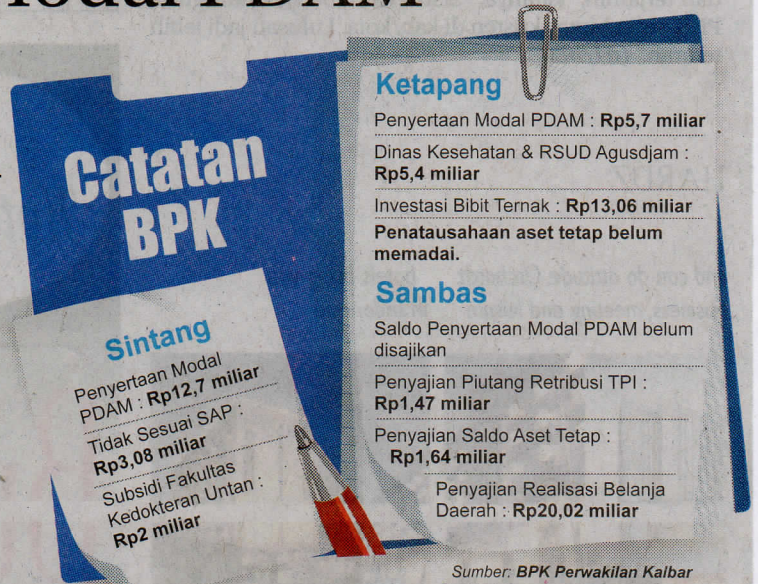 Modal PDAM
Catatan
BPK
Sintang
Penyertaan Modal
PDAM : Rp12,7 miliar
Tidak Sesuai SAP :
Rp3,08 miliar
Subsidi Fakultas
Kedokteran Untan :
Rp2 miliar
Ketapang
Penyertaan Modal PDAM : Rp5,7 miliar
Dinas Kesehatan & RSUD Agusdjam :
Rp5,4 miliar
Investasi Bibit Ternak : Rp13,06 miliar
Penatausahaan aset tetap belum
memadai.
Sambas
Saldo Penyertaan Modal PDAM belum
disajikan
Penyajian Piutang Retribusi TPI :
Rp1,47 miliar
Penyajian Saldo Aset Tetap :
Rp1,64 miliar
Penyajian Realisasi Belanja
Daerah : Rp20,02 miliar
Sumber: BPK Perwakilan Kalbar